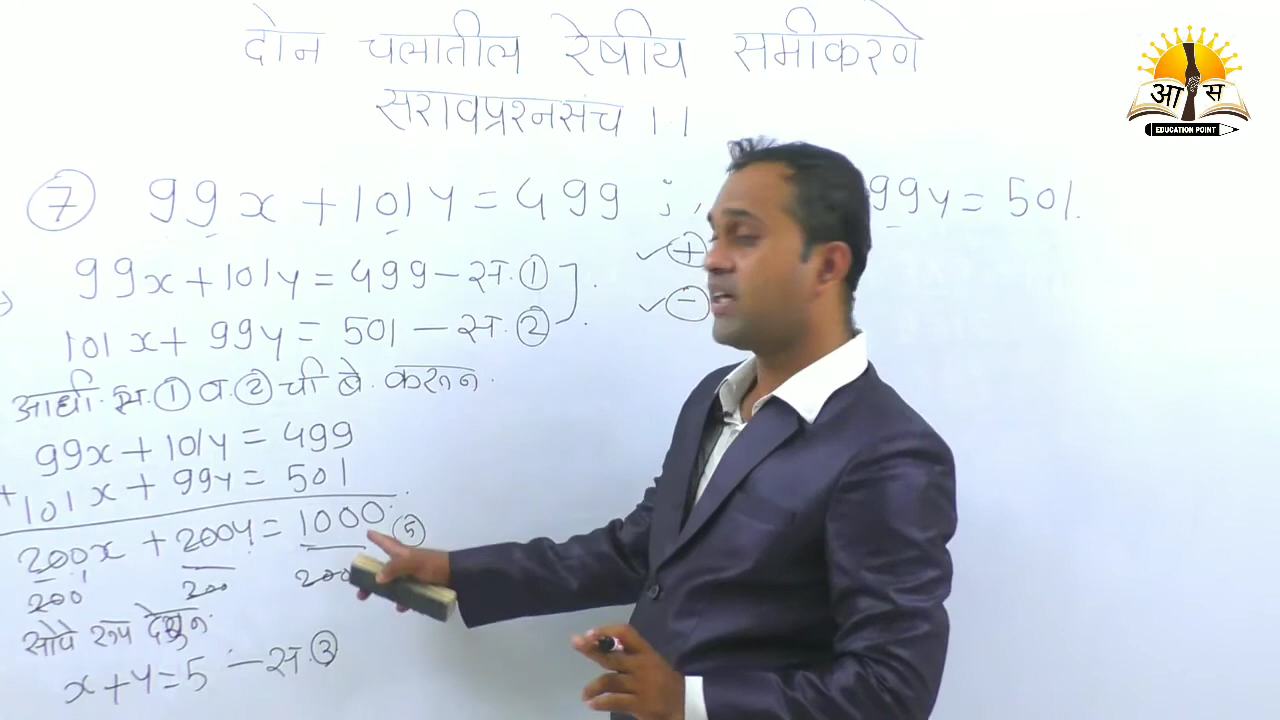 दोन चलातील रेषीय समीकरणे
सरावप्रश्नसंच 1.1
आ स
EDUCATION POINT
7 99x + 101y = 499 ; 99y = 501.
99x + 101y = 499 – स. 1
101x + 99y = 501 – स. 2
+
–
आधी स. 1 व 2 ची बे. करून.
99x + 101y = 499
+ 101x + 99y = 501
200x + 200y = 1000 5
200 200 200
सोपे रूप देवून.
x + y = 5 – स. 3